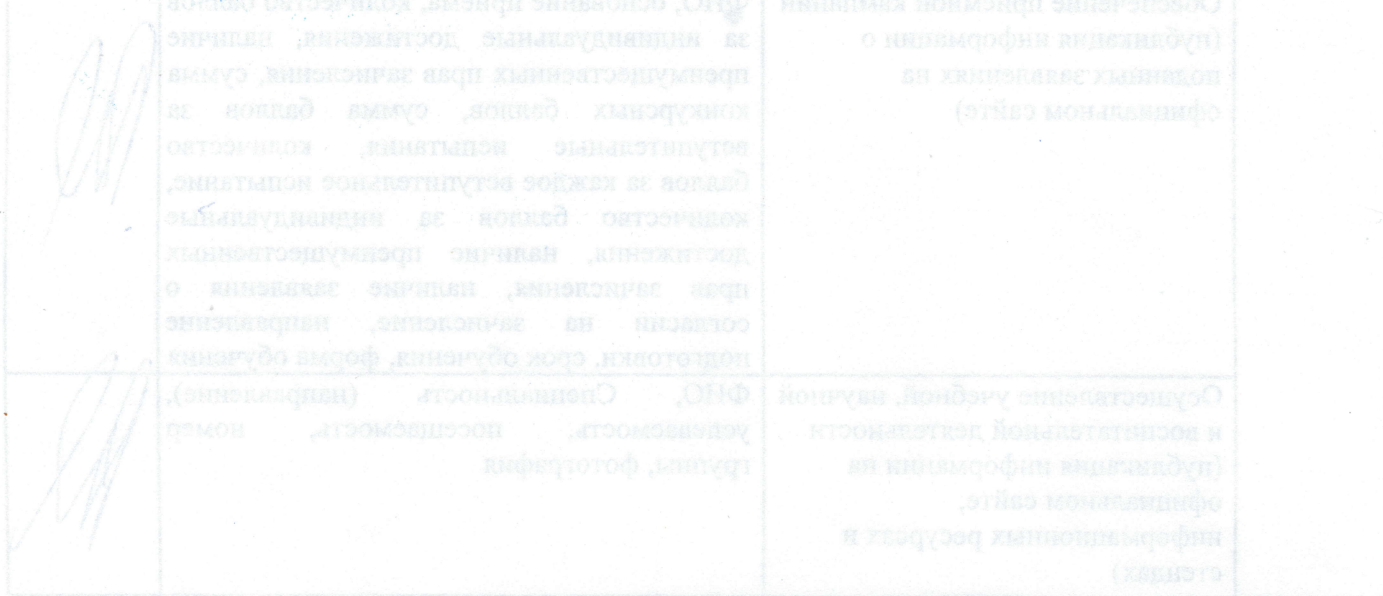 Обеспечение приемной кампании
(публикация информации о
поданных заявлениях на
официальном сайте)
ФИО, основание приема, количество баллов
за индивидуальные достижения, наличие
преимущественных прав зачисления, сумма
конкурсных баллов, сумма баллов за
вступительные испытания, количество
баллов за каждое вступительное испытание,
количество баллов за индивидуальные
достижения, наличие преимущественных
прав зачисления, наличие заявления о
согласии на зачисление, направление
подготовки, срок обучения, форма обучения
Осуществление учебной, научной
и воспитательной деятельности
(публикация информации на
официальном сайте,
информационных ресурсах и
стендах)
ФИО, Специальность (направление),
успеваемость, посещаемость, номер
группы, фотография